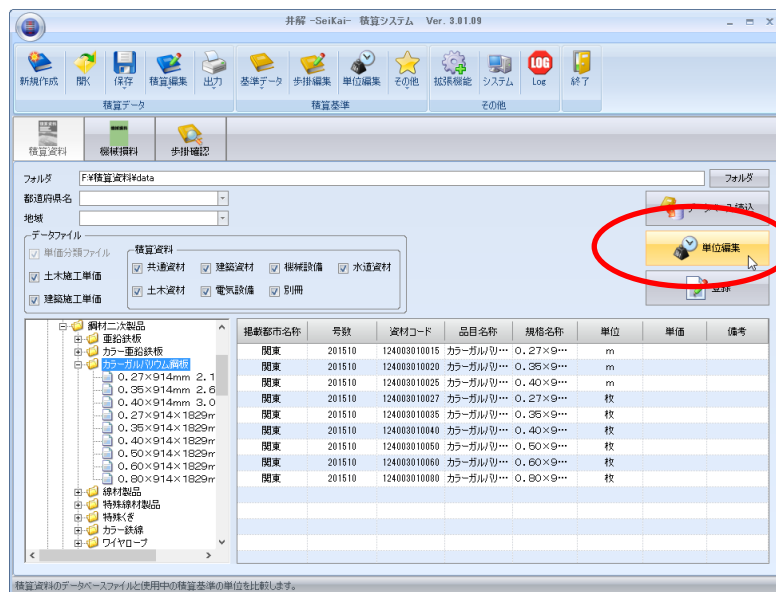 井解 -SeiKai- 積算システム Ver. 3.01.09
新規作成 開く 保存 積算編集 出力 基準データ 歩掛編集 単位編集 その他 拡張機能 システム Log 終了
積算データ 積算基準 その他
積算資料 機械損料 歩掛確認
フォルダ F:¥積算資料¥data フォルダ
都道府県名
地域
単位編集
登録
データファイル
単価分類ファイル
土木施工単価
建築施工単価
積算資料
共通資材 建築資材 機械設備 水道資材
土木資材 電気設備 別冊
鋼材二次製品
亜鉛鉄板
カラー亜鉛鉄板
カラーガルバリウム鋼板
0.27×914mm 2.1
0.35×914mm 2.6
0.40×914mm 3.0
0.27×914×1829m
0.35×914×1829m
0.40×914×1829m
0.50×914×1829m
0.60×914×1829m
0.80×914×1829m
線材製品
特殊線材製品
特殊くぎ
カラー鉄線
ワイヤロープ
掲載都市名称 号数 資材コード 品目名称 規格名称 単位 単価 備考
関東 201510 124003010015 カラーガルバリ… 0.27×9… m
関東 201510 124003010020 カラーガルバリ… 0.35×9… m
関東 201510 124003010025 カラーガルバリ… 0.40×9… m
関東 201510 124003010027 カラーガルバリ… 0.27×9… 枚
関東 201510 124003010035 カラーガルバリ… 0.35×9… 枚
関東 201510 124003010040 カラーガルバリ… 0.40×9… 枚
関東 201510 124003010050 カラーガルバリ… 0.50×9… 枚
関東 201510 124003010060 カラーガルバリ… 0.60×9… 枚
関東 201510 124003010080 カラーガルバリ… 0.80×9… 枚
積算資料のデータベースファイルと使用中の積算基準の単位を比較します。